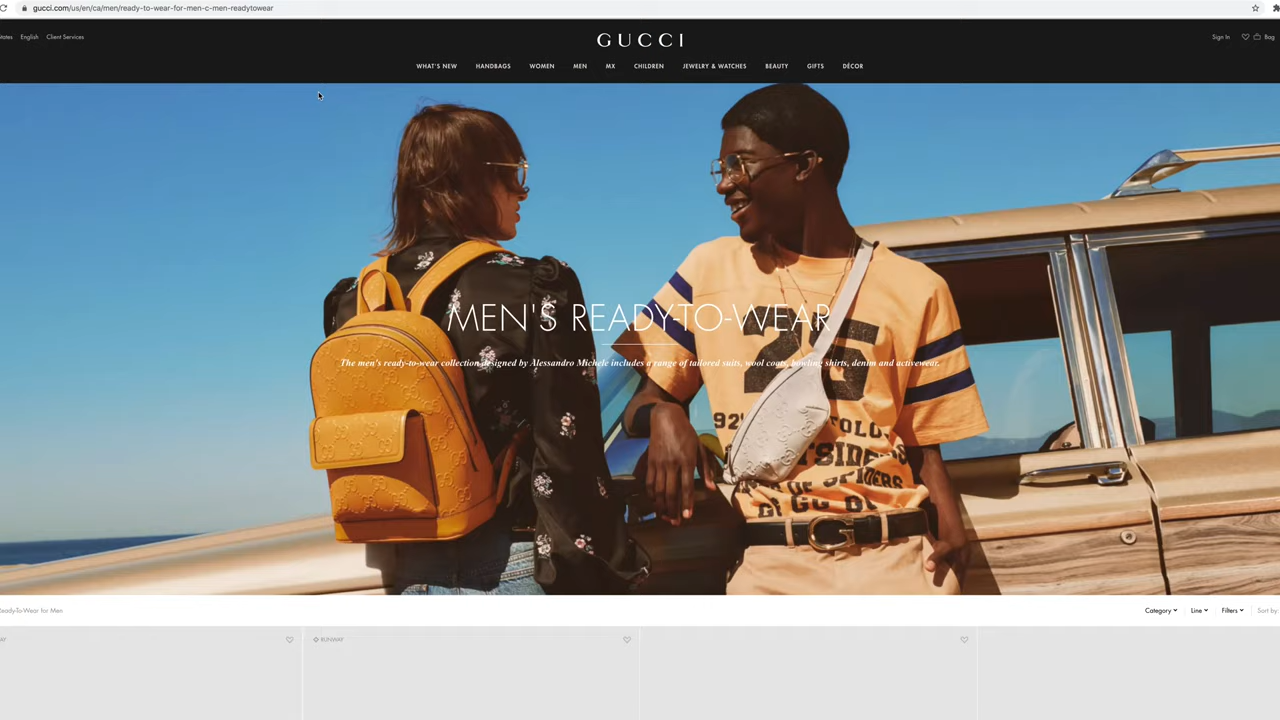 gucci.com/us/en/ca/men/ready-to-wear-for-men-c-men-readytowear
English Client Services
GUCCI
Sign In Bag
WHAT'S NEW HANDBAGS WOMEN MEN MX CHILDREN JEWELRY & WATCHES BEAUTY GIFTS DÉCOR
MEN'S READY-TO-WEAR
The men's ready-to-wear collection designed by Alessandro Michele includes a range of tailored suits, wool coats, bowling shirts, denim and activewear.
25
92
Ready-To-Wear for Men
Category Line Filters Sort by:
RUNWAY